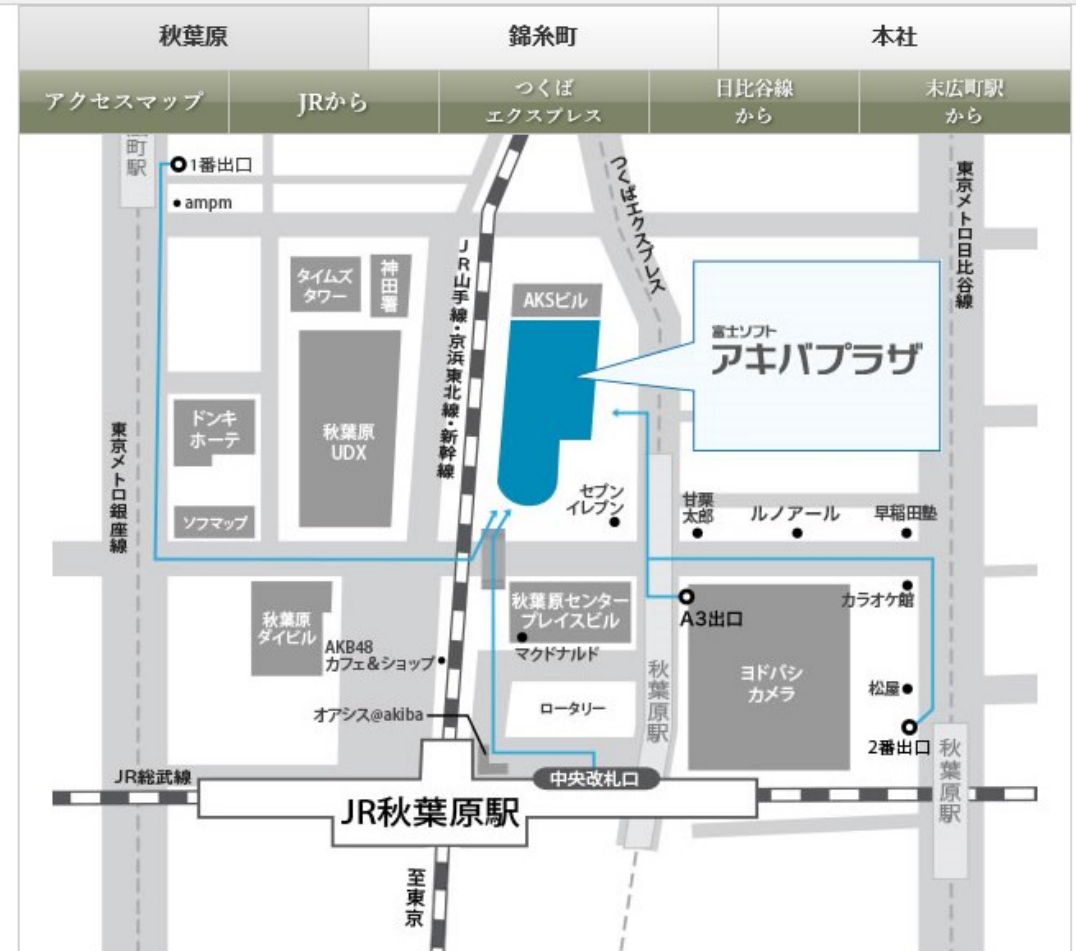 秋葉原
錦糸町
本社
アクセスマップ
JRから
つくば
エクスプレス
日比谷線
から
末広町駅
から
町駅
1番出口
ampm
つくばエクスプレス
東京メトロ日比谷線
タイムズ
タワー
神田署
JR山手線・京浜東北線・新幹線
AKSビル
富士ソフト
アキバプラザ
ドンキ
ホーテ
秋葉原
UDX
東京メトロ銀座線
ソフマップ
セブン
イレブン
甘栗
太郎
ルノアール
早稲田塾
秋葉原
ダイビル
秋葉原センター
プレイスビル
マクドナルド
A3出口
カラオケ館
AKB48
カフェ&ショップ
秋葉原駅
ヨドバシ
カメラ
松屋
オアシス@akiba
ロータリー
2番出口
秋葉原駅
JR総武線
中央改札口
JR秋葉原駅
至東京